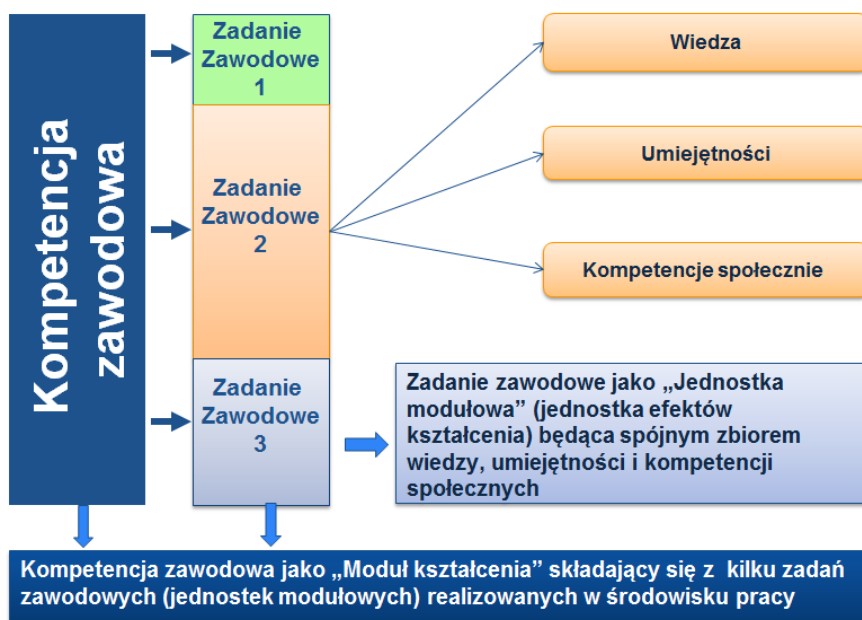 Kompetencja
zawodowa
Zadanie
Zawodowe
1
Zadanie
Zawodowe
2
Zadanie
Zawodowe
3
Wiedza
Umiejętności
Kompetencje społecznie
Zadanie zawodowe jako „Jednostka
modułowa” (jednostka efektów
kształcenia) będąca spójnym zbiorem
wiedzy, umiejętności i kompetencji
społecznych
Kompetencja zawodowa jako „Moduł kształcenia” składający się z kilku zadań
zawodowych (jednostek modułowych) realizowanych w środowisku pracy